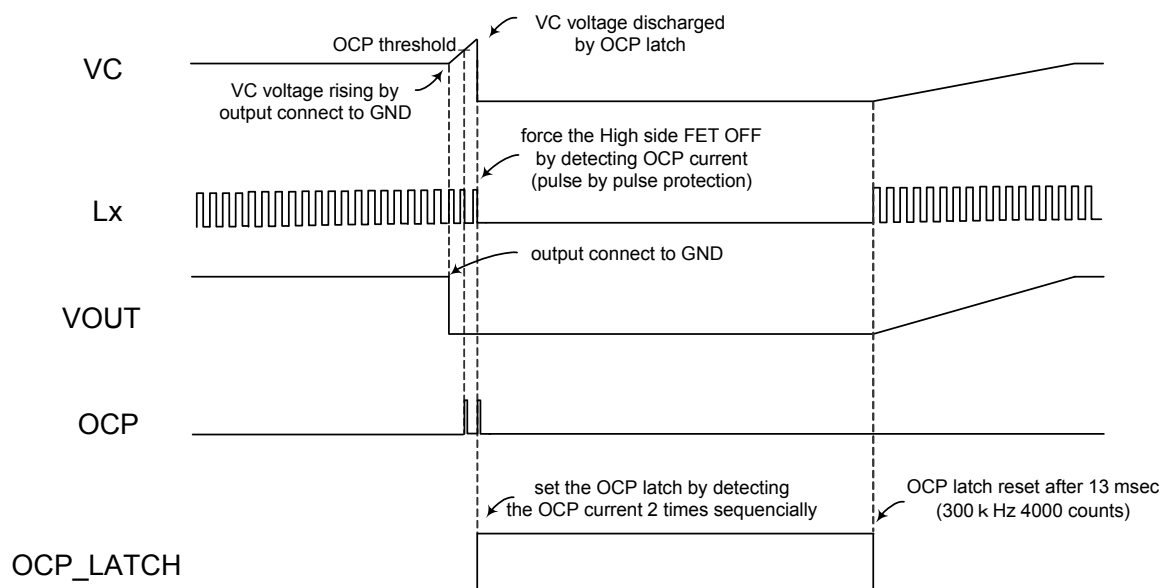 VC voltage discharged
by OCP latch
OCP threshold
VC
VC voltage rising by
output connect to GND
force the High side FET OFF
by detecting OCP current
(pulse by pulse protection)
Lx
output connect to GND
VOUT
OCP
set the OCP latch by detecting
the OCP current 2 times sequencially
OCP latch reset after 13 msec
(300 k Hz 4000 counts)
OCP_LATCH